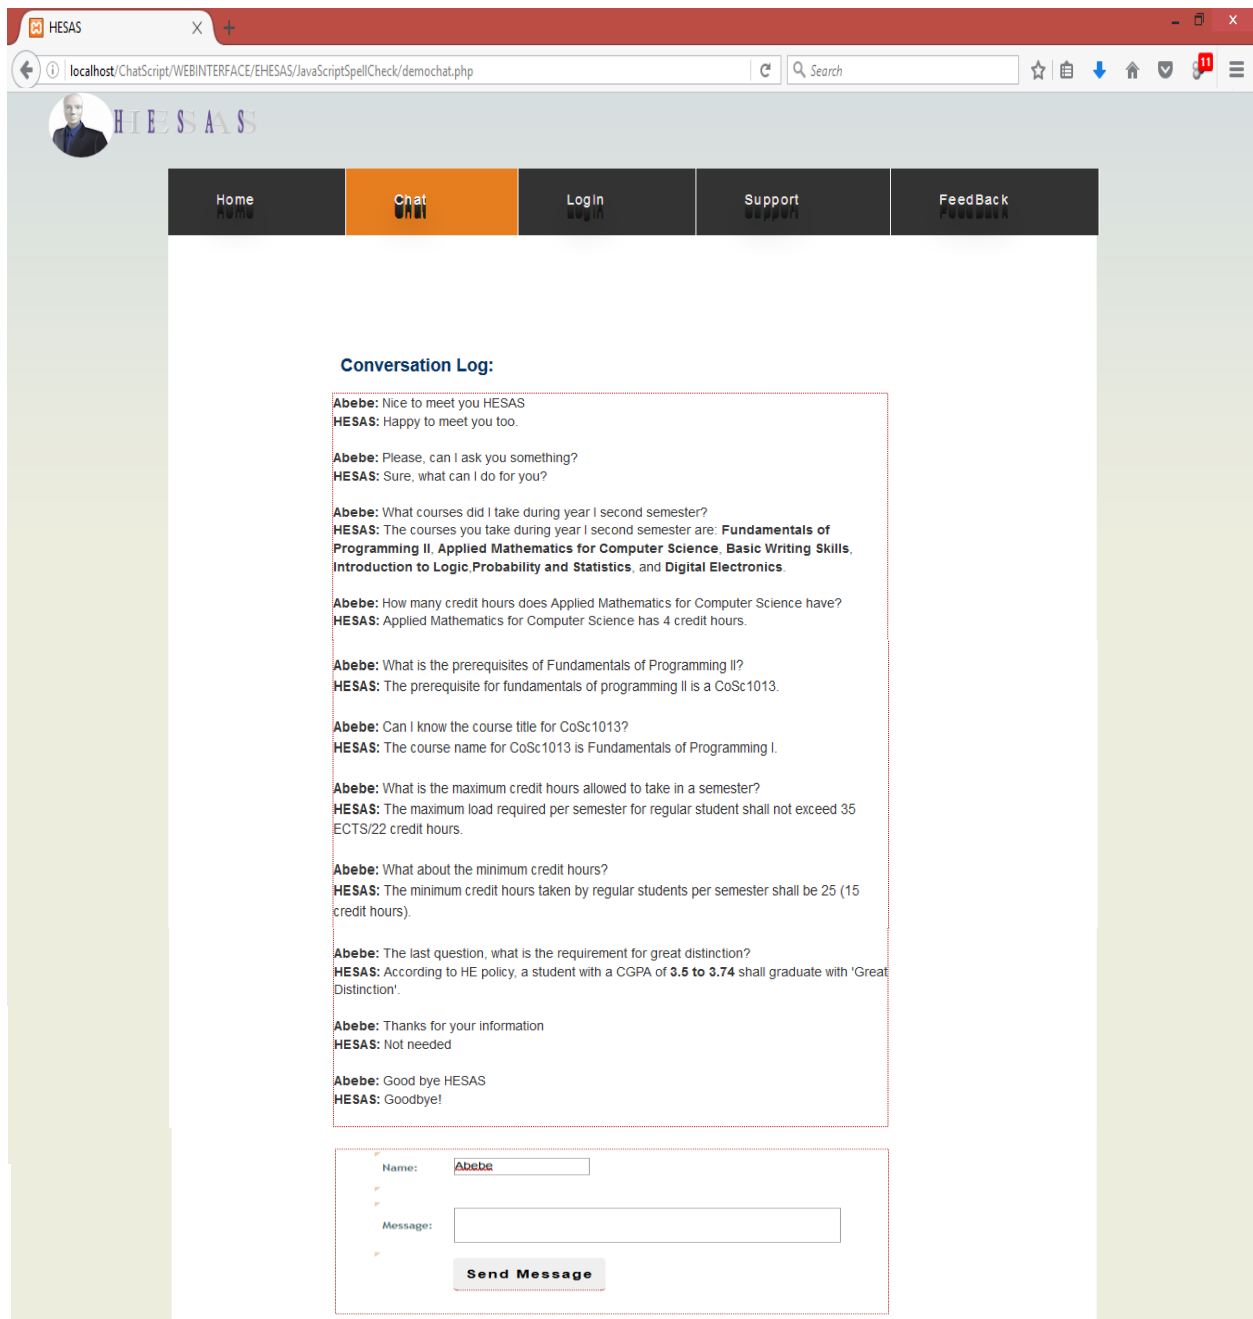 HESAS
localhost/ChatScript/WEBINTERFACE/EHESAS/JavaScriptSpellCheck/demochat.php
Search
11
H E S A S
Home
Chat
LogIn
Support
FeedBack
Conversation Log:
Abebe: Nice to meet you HESAS
HESAS: Happy to meet you too.
Abebe: Please, can I ask you something?
HESAS: Sure, what can I do for you?
Abebe: What courses did I take during year I second semester?
HESAS: The courses you take during year I second semester are: Fundamentals of
Programming II, Applied Mathematics for Computer Science, Basic Writing Skills,
Introduction to Logic,Probability and Statistics, and Digital Electronics.
Abebe: How many credit hours does Applied Mathematics for Computer Science have?
HESAS: Applied Mathematics for Computer Science has 4 credit hours.
Abebe: What is the prerequisites of Fundamentals of Programming II?
HESAS: The prerequisite for fundamentals of programming II is a CoSc1013.
Abebe: Can I know the course title for CoSc1013?
HESAS: The course name for CoSc1013 is Fundamentals of Programming I.
Abebe: What is the maximum credit hours allowed to take in a semester?
HESAS: The maximum load required per semester for regular student shall not exceed 35
ECTS/22 credit hours.
Abebe: What about the minimum credit hours?
HESAS: The minimum credit hours taken by regular students per semester shall be 25 (15
credit hours).
Abebe: The last question, what is the requirement for great distinction?
HESAS: According to HE policy, a student with a CGPA of 3.5 to 3.74 shall graduate with 'Great
Distinction'.
Abebe: Thanks for your information
HESAS: Not needed
Abebe: Good bye HESAS
HESAS: Goodbye!
Name:
Abebe
Message:
Send Message